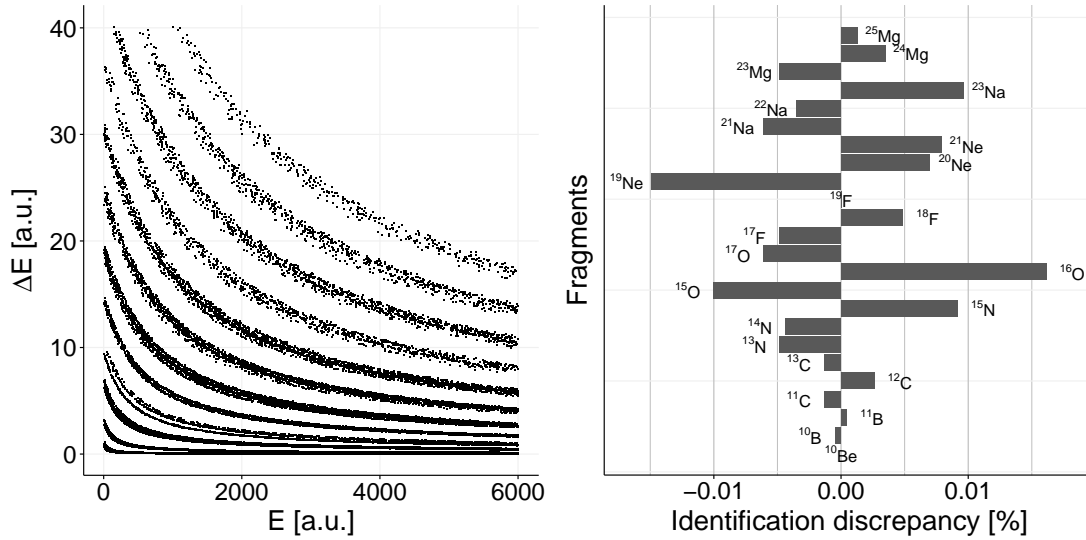 40
30
20
10
0
ΔE [a.u.]
0
2000
4000
6000
E [a.u.]
Fragments
²⁵Mg
²⁴Mg
²³Mg
²³Na
²²Na
²¹Na
²¹Ne
²⁰Ne
¹⁹Ne
¹⁹F
¹⁸F
¹⁷F
¹⁷O
¹⁶O
¹⁵O
¹⁵N
¹⁴N
¹³N
¹³C
¹²C
¹¹C
¹¹B
¹⁰B
¹⁰Be
−0.01
0.00
0.01
Identification discrepancy [%]